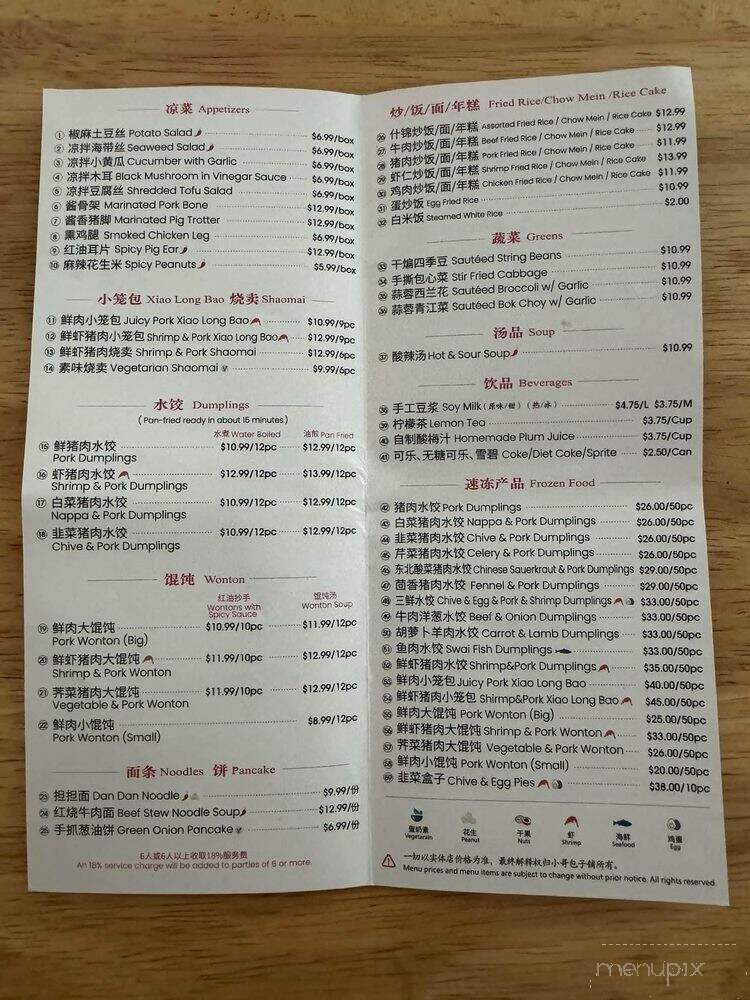 凉菜 Appetizers
① 椒麻土豆丝 Potato Salad $6.99/box
② 凉拌海带丝 Seaweed Salad $6.99/box
③ 凉拌小黄瓜 Cucumber with Garlic $6.99/box
④ 凉拌木耳 Black Mushroom in Vinegar Sauce $6.99/box
⑤ 凉拌豆腐丝 Shredded Tofu Salad $6.99/box
⑥ 酱骨架 Marinated Pork Bone $12.99/box
⑦ 酱香猪脚 Marinated Pig Trotter $12.99/box
⑧ 熏鸡腿 Smoked Chicken Leg $6.99/box
⑨ 红油耳片 Spicy Pig Ear $12.99/box
⑩ 麻辣花生米 Spicy Peanuts $5.99/box
小笼包 Xiao Long Bao 烧卖 Shaomai
⑪ 鲜肉小笼包 Juicy Pork Xiao Long Bao $10.99/9pc
⑫ 鲜虾猪肉小笼包 Shrimp & Pork Xiao Long Bao $12.99/9pc
⑬ 鲜虾猪肉烧卖 Shrimp & Pork Shaomai $12.99/6pc
⑭ 素味烧卖 Vegetarian Shaomai $9.99/6pc
水饺 Dumplings
( Pan-fried ready in about 15 minutes.)
水煮 Water Boiled 油煎 Pan Fried
⑮ 鲜猪肉水饺 $10.99/12pc $12.99/12pc
Pork Dumplings
⑯ 虾猪肉水饺 $12.99/12pc $13.99/12pc
Shrimp & Pork Dumplings
⑰ 白菜猪肉水饺 $10.99/12pc $12.99/12pc
Nappa & Pork Dumplings
⑱ 韭菜猪肉水饺 $10.99/12pc $12.99/12pc
Chive & Pork Dumplings
馄饨 Wonton
红油抄手 馄饨汤
Wontons with Wonton Soup
Spicy Sauce
⑲ 鲜肉大馄饨 $10.99/10pc $11.99/12pc
Pork Wonton (Big)
⑳ 鲜虾猪肉大馄饨 $11.99/10pc $12.99/12pc
Shrimp & Pork Wonton
㉑ 荠菜猪肉大馄饨 $11.99/10pc $12.99/12pc
Vegetable & Pork Wonton
㉒ 鲜肉小馄饨 $8.99/12pc
Pork Wonton (Small)
面条 Noodles 饼 Pancake
㉓ 担担面 Dan Dan Noodle $9.99/份
㉔ 红烧牛肉面 Beef Stew Noodle Soup $12.99/份
㉕ 手抓葱油饼 Green Onion Pancake $6.99/份
6人或6人以上收取18%服务费
An 18% service charge will be added to parties of 6 or more.
炒/饭/面/年糕 Fried Rice/Chow Mein /Rice Cake
㉖ 什锦炒饭/面/年糕 Assorted Fried Rice / Chow Mein / Rice Cake $12.99
㉗ 牛肉炒饭/面/年糕 Beef Fried Rice / Chow Mein / Rice Cake $12.99
㉘ 猪肉炒饭/面/年糕 Pork Fried Rice / Chow Mein / Rice Cake $11.99
㉙ 虾仁炒饭/面/年糕 Shrimp Fried Rice / Chow Mein / Rice Cake $13.99
㉚ 鸡肉炒饭/面/年糕 Chicken Fried Rice / Chow Mein / Rice Cake $11.99
㉛ 蛋炒饭 Egg Fried Rice $10.99
㉜ 白米饭 Steamed White Rice $2.00
蔬菜 Greens
㉝ 干煸四季豆 Sautéed String Beans $10.99
㉞ 手撕包心菜 Stir Fried Cabbage $10.99
㉟ 蒜蓉西兰花 Sautéed Broccoli w/ Garlic $10.99
㊱ 蒜蓉青江菜 Sautéed Bok Choy w/ Garlic $10.99
汤品 Soup
㊲ 酸辣汤 Hot & Sour Soup $10.99
饮品 Beverages
㊳ 手工豆浆 Soy Milk (原味/甜) (热/冰) $4.75/L $3.75/M
㊴ 柠檬茶 Lemon Tea $3.75/Cup
㊵ 自制酸梅汁 Homemade Plum Juice $3.75/Cup
㊶ 可乐、无糖可乐、雪碧 Coke/Diet Coke/Sprite $2.50/Can
速冻产品 Frozen Food
㊷ 猪肉水饺 Pork Dumplings $26.00/50pc
㊸ 白菜猪肉水饺 Nappa & Pork Dumplings $26.00/50pc
㊹ 韭菜猪肉水饺 Chive & Pork Dumplings $26.00/50pc
㊺ 芹菜猪肉水饺 Celery & Pork Dumplings $26.00/50pc
㊻ 东北酸菜猪肉水饺 Chinese Sauerkraut & Pork Dumplings $29.00/50pc
㊼ 茴香猪肉水饺 Fennel & Pork Dumplings $29.00/50pc
㊽ 三鲜水饺 Chive & Egg & Pork & Shrimp Dumplings $33.00/50pc
㊾ 牛肉洋葱水饺 Beef & Onion Dumplings $33.00/50pc
㊿ 胡萝卜羊肉水饺 Carrot & Lamb Dumplings $33.00/50pc
51 鱼肉水饺 Swai Fish Dumplings $33.00/50pc
52 鲜虾猪肉水饺 Shrimp&Pork Dumplings $35.00/50pc
53 鲜肉小笼包 Juicy Pork Xiao Long Bao $40.00/50pc
54 鲜虾猪肉小笼包 Shirmp&Pork Xiao Long Bao $45.00/50pc
55 鲜肉大馄饨 Pork Wonton (Big) $25.00/50pc
56 鲜虾猪肉大馄饨 Shrimp & Pork Wonton $33.00/50pc
57 荠菜猪肉大馄饨 Vegetable & Pork Wonton $26.00/50pc
58 鲜肉小馄饨 Pork Wonton (Small) $20.00/50pc
59 韭菜盒子 Chive & Egg Pies $38.00/10pc
蛋奶素 花生 干果 虾 海鲜 鸡蛋
Vegetarain Peanut Nuts Shrimp Seafood Egg
一切以实体店价格为准，最终解释权归小哥包子铺所有。
Menu prices and menu items are subject to change without prior notice. All rights reserved.
menupix